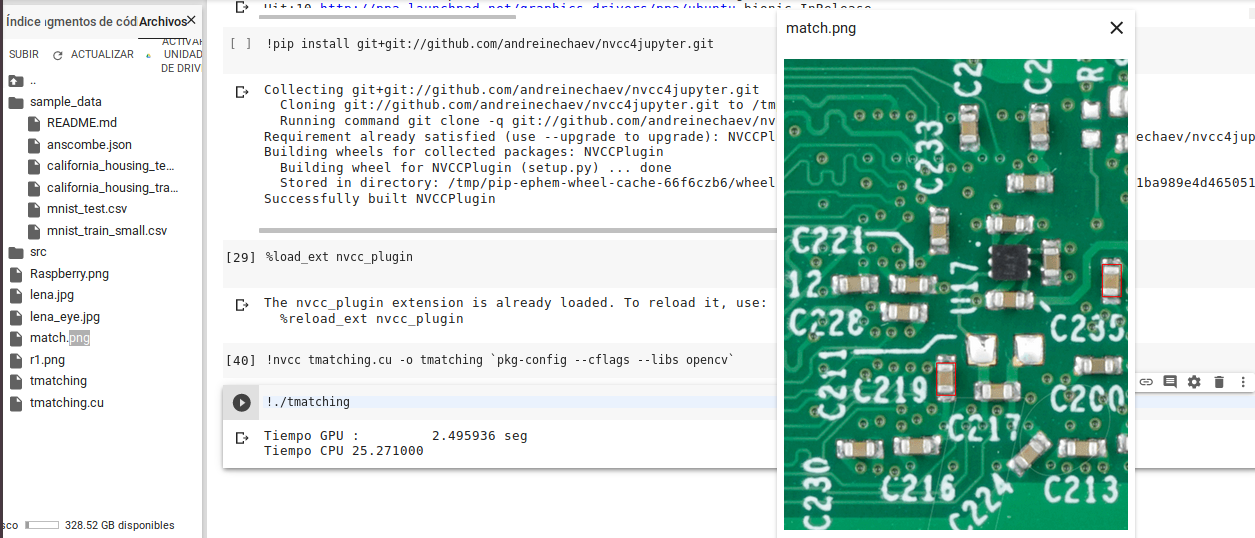 Índice
gmentos de cód
Archivos
SUBIR
ACTUALIZAR
ACTIVAR
UNIDAD
DE DRIV
..
sample_data
README.md
anscombe.json
california_housing_te…
california_housing_tra…
mnist_test.csv
mnist_train_small.csv
src
Raspberry.png
lena.jpg
lena_eye.jpg
match.png
r1.png
tmatching
tmatching.cu
328.52 GB disponibles
Hit:10 http://ppa.launchpad.net/graphics-drivers/ppa/ubuntu bionic InRelease
[ ] !pip install git+git://github.com/andreinechaev/nvcc4jupyter.git
Collecting git+git://github.com/andreinechaev/nvcc4jupyter.git
Cloning git://github.com/andreinechaev/nvcc4jupyter.git to /tm
Running command git clone -q git://github.com/andreinechaev/nv
Requirement already satisfied (use --upgrade to upgrade): NVCCPl
echaev/nvcc4jup
Building wheels for collected packages: NVCCPlugin
Building wheel for NVCCPlugin (setup.py) ... done
Stored in directory: /tmp/pip-ephem-wheel-cache-66f6czb6/wheel
1ba989e4d465051
Successfully built NVCCPlugin
[29] %load_ext nvcc_plugin
The nvcc_plugin extension is already loaded. To reload it, use:
%reload_ext nvcc_plugin
[40] !nvcc tmatching.cu -o tmatching `pkg-config --cflags --libs opencv`
!./tmatching
Tiempo GPU : 2.495936 seg
Tiempo CPU 25.271000
match.png
C233
R
C221
12
U17
C228
C235
C211
C219
C200
C217
C230
C216
C224
C213